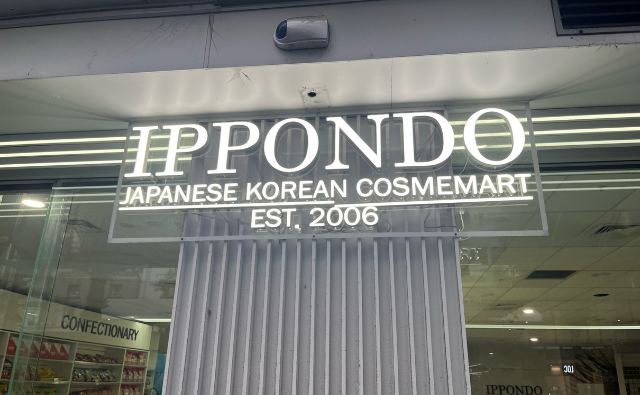 IPPONDO
JAPANESE KOREAN COSMEMART
EST. 2006
CONFECTIONARY
IPPONDO